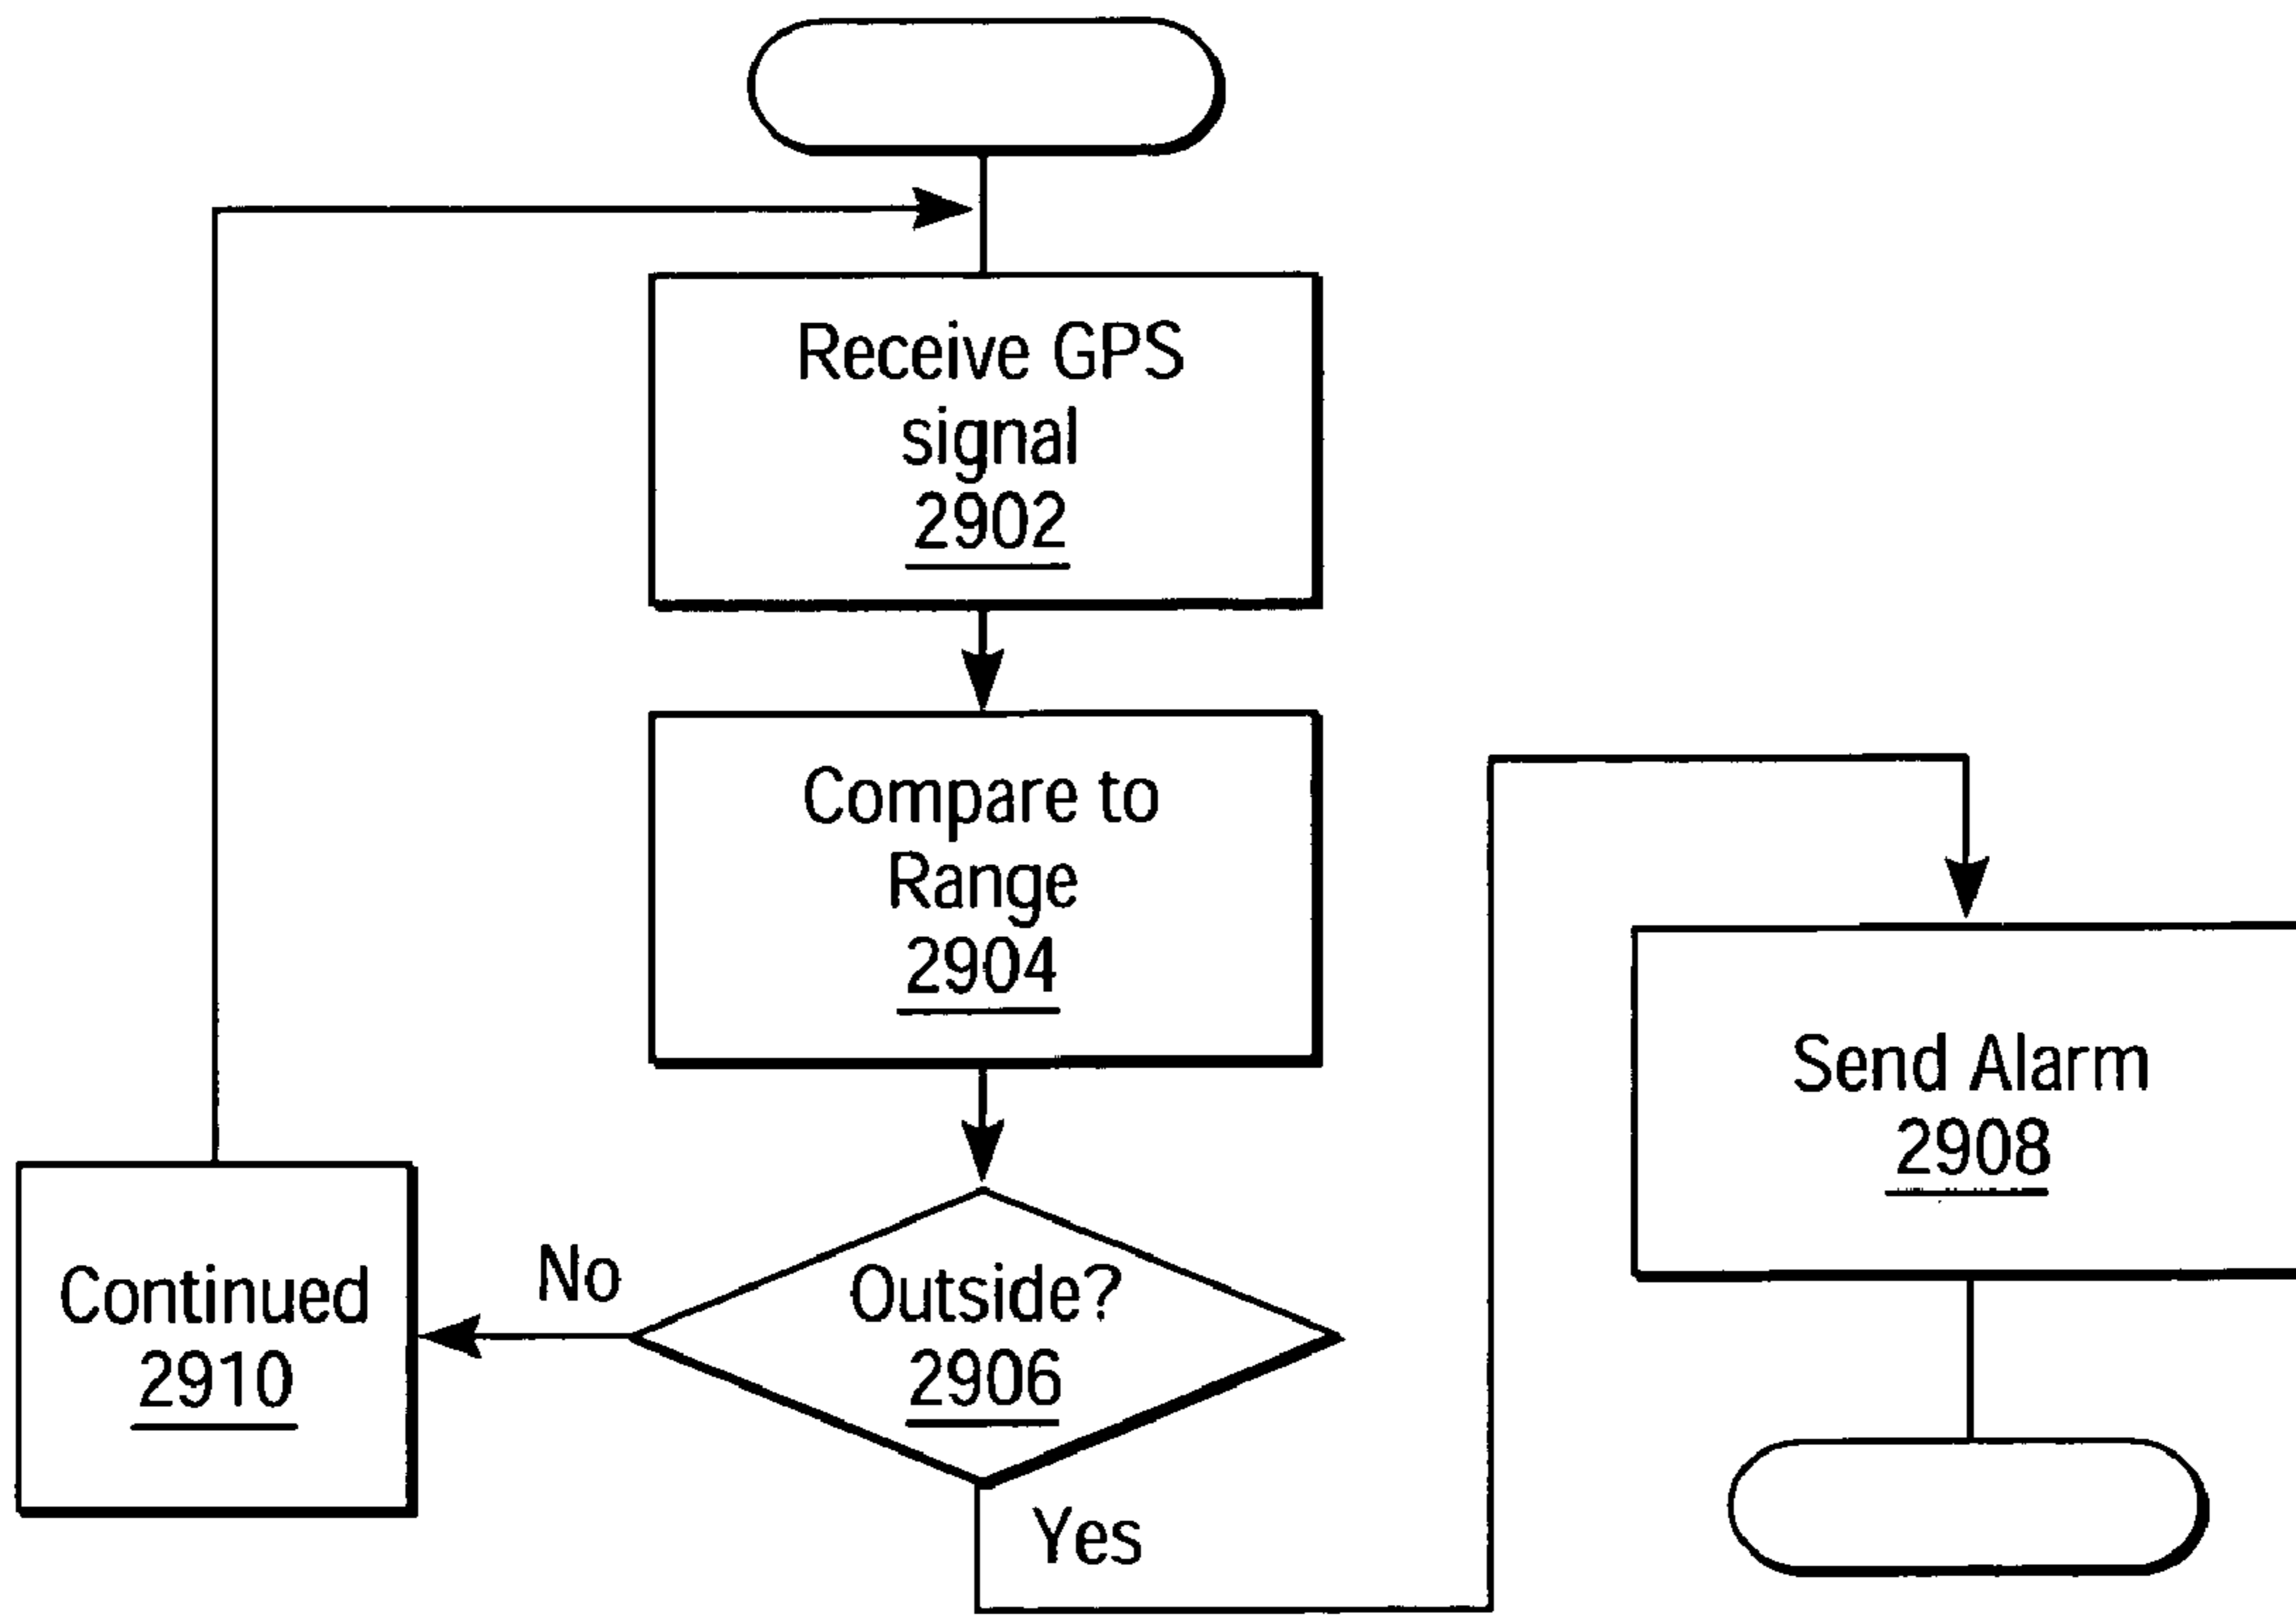 Receive GPS
signal
2902
Compare to
Range
2904
Outside?
2906
No
Continued
2910
Yes
Send Alarm
2908